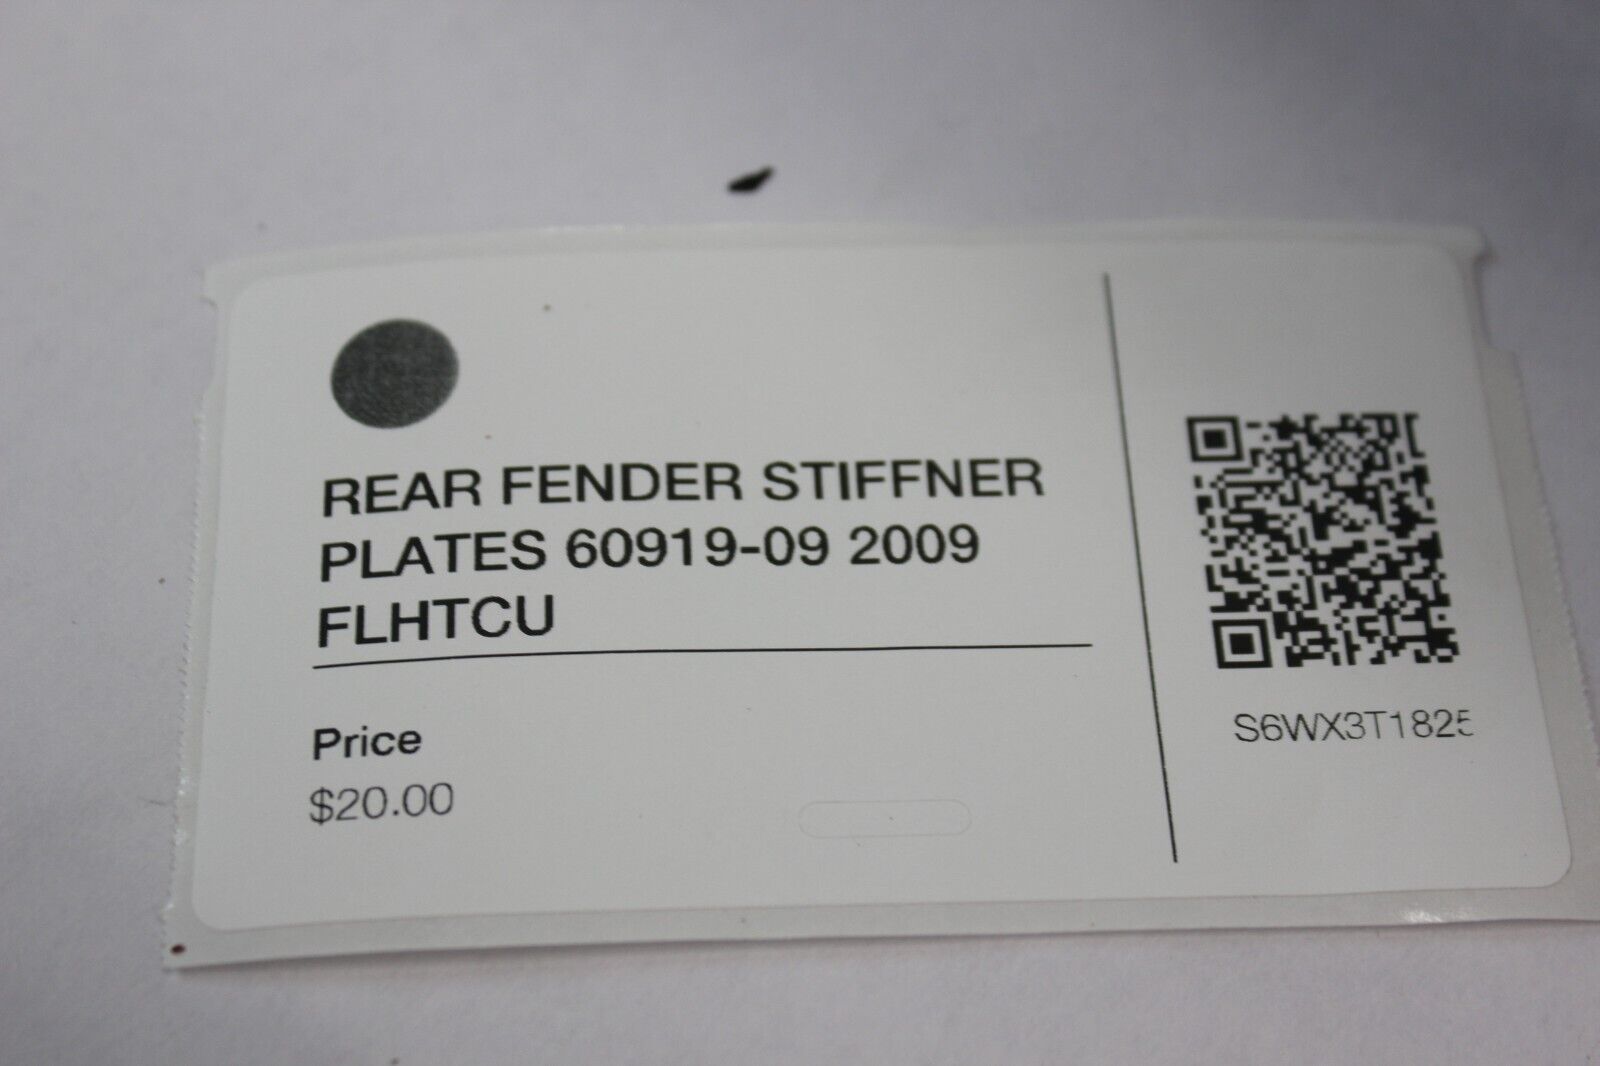 REAR FENDER STIFFNER
PLATES 60919-09 2009
FLHTCU
Price
$20.00
S6WX3T1825